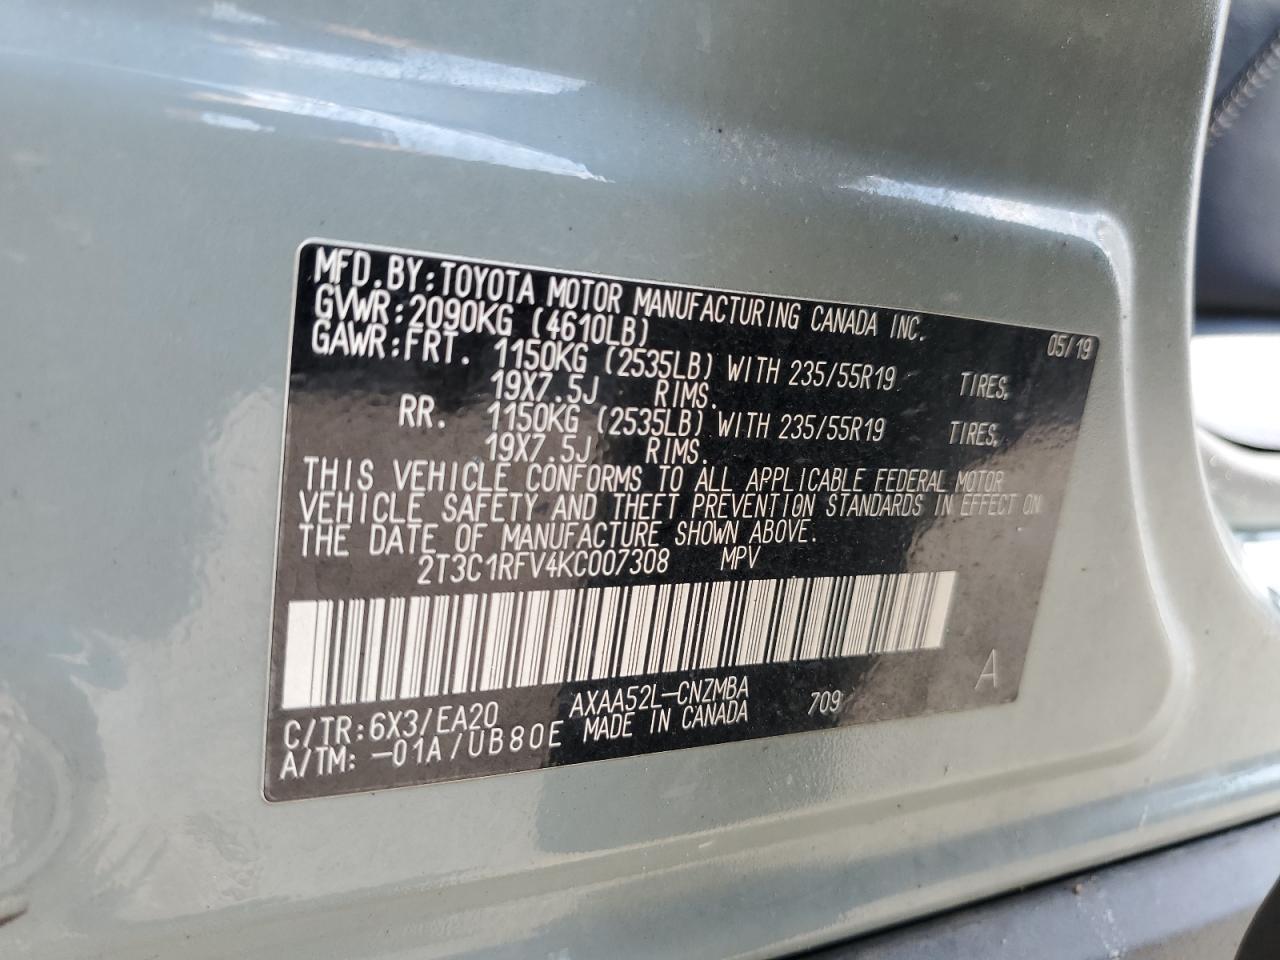 MFD.BY:TOYOTA MOTOR MANUFACTURING CANADA INC.
GVWR:2090KG (4610LB) 05/19
GAWR:FRT. 1150KG (2535LB) WITH 235/55R19 TIRES,
19X7.5J RIMS.
RR. 1150KG (2535LB) WITH 235/55R19 TIRES,
19X7.5J RIMS.
THIS VEHICLE CONFORMS TO ALL APPLICABLE FEDERAL MOTOR
VEHICLE SAFETY AND THEFT PREVENTION STANDARDS IN EFFECT ON
THE DATE OF MANUFACTURE SHOWN ABOVE.
2T3C1RFV4KC007308 MPV
A
C/TR:6X3/EA20 AXAA52L-CNZMBA 709
A/TM: -01A/UB80E MADE IN CANADA